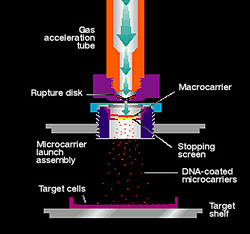 Gas
acceleration
tube
Rupture disk
Macrocarrier
Microcarrier
launch
assembly
Stopping
screen
DNA-coated
microcarriers
Target cells
Target
shelf